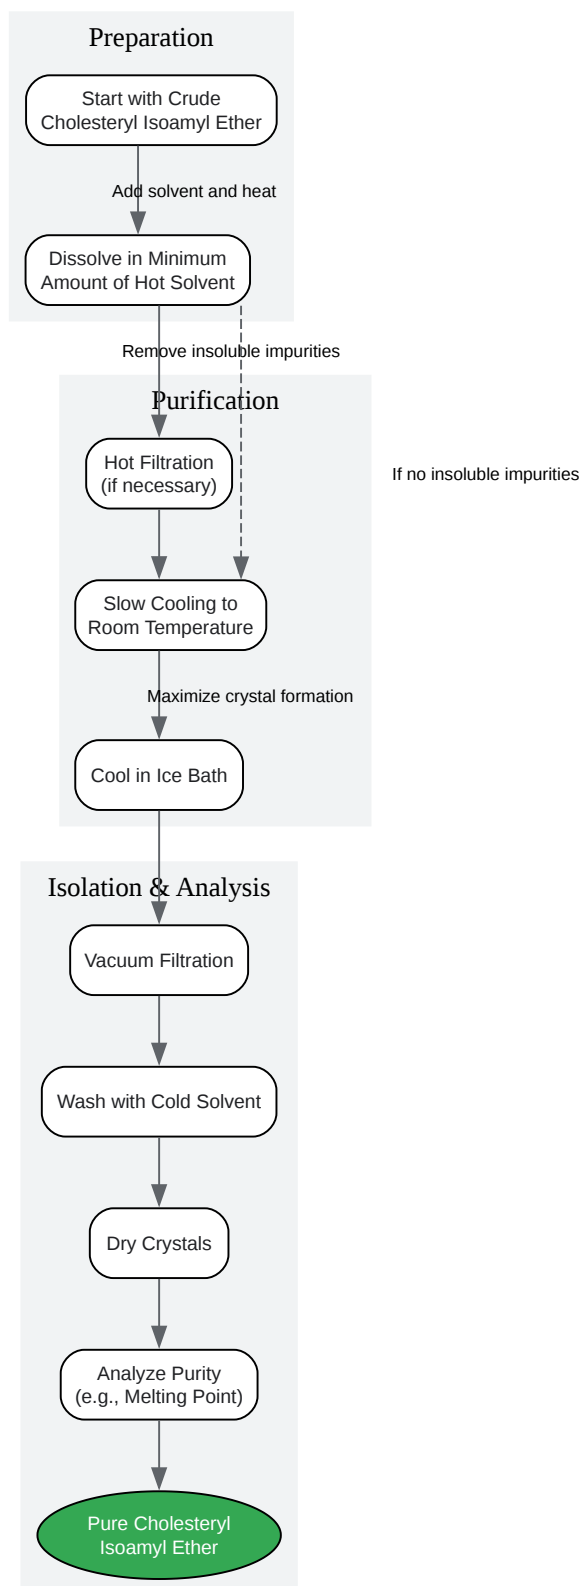 Preparation
Start with Crude
Cholesteryl Isoamyl Ether
Add solvent and heat
Dissolve in Minimum
Amount of Hot Solvent
Remove insoluble impurities
Purification
Hot Filtration
(if necessary)
If no insoluble impurities
Slow Cooling to
Room Temperature
Maximize crystal formation
Cool in Ice Bath
Isolation & Analysis
Vacuum Filtration
Wash with Cold Solvent
Dry Crystals
Analyze Purity
(e.g., Melting Point)
Pure Cholesteryl
Isoamyl Ether